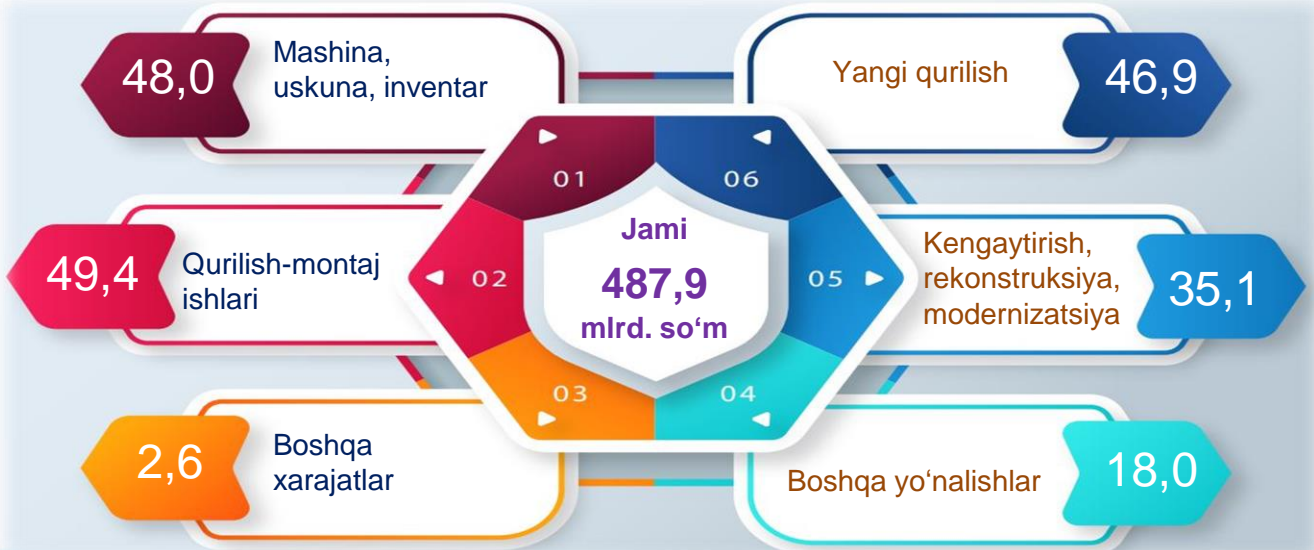 48,0
Mashina,
uskuna, inventar
Yangi qurilish
46,9
01
06
49,4
Qurilish-montaj
ishlari
02
Jami
487,9
mlrd. so‘m
05
Kengaytirish,
rekonstruksiya,
modernizatsiya
35,1
03
04
2,6
Boshqa
xarajatlar
Boshqa yo‘nalishlar
18,0